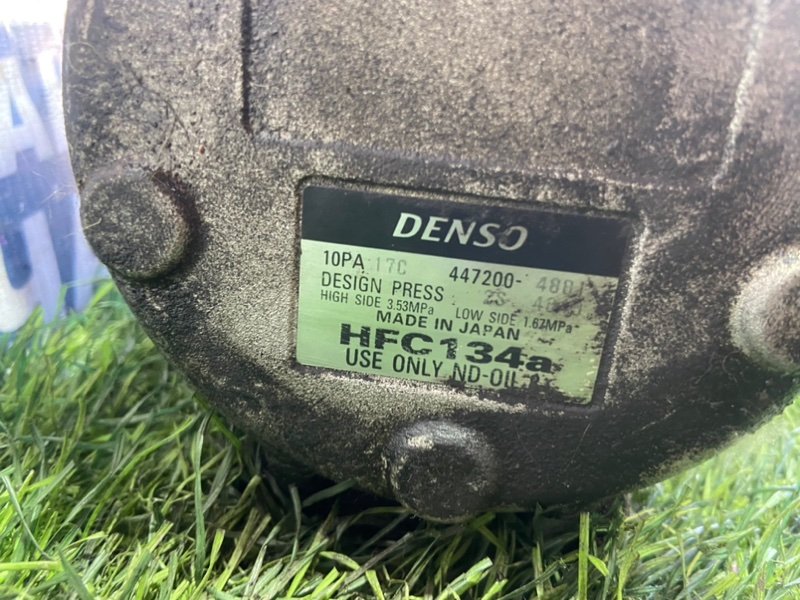 DENSO
10PA 17C 447200-
DESIGN PRESS
HIGH SIDE 3.53MPa LOW SIDE 1.67MPa
MADE IN JAPAN
HFC134a
USE ONLY ND-OIL